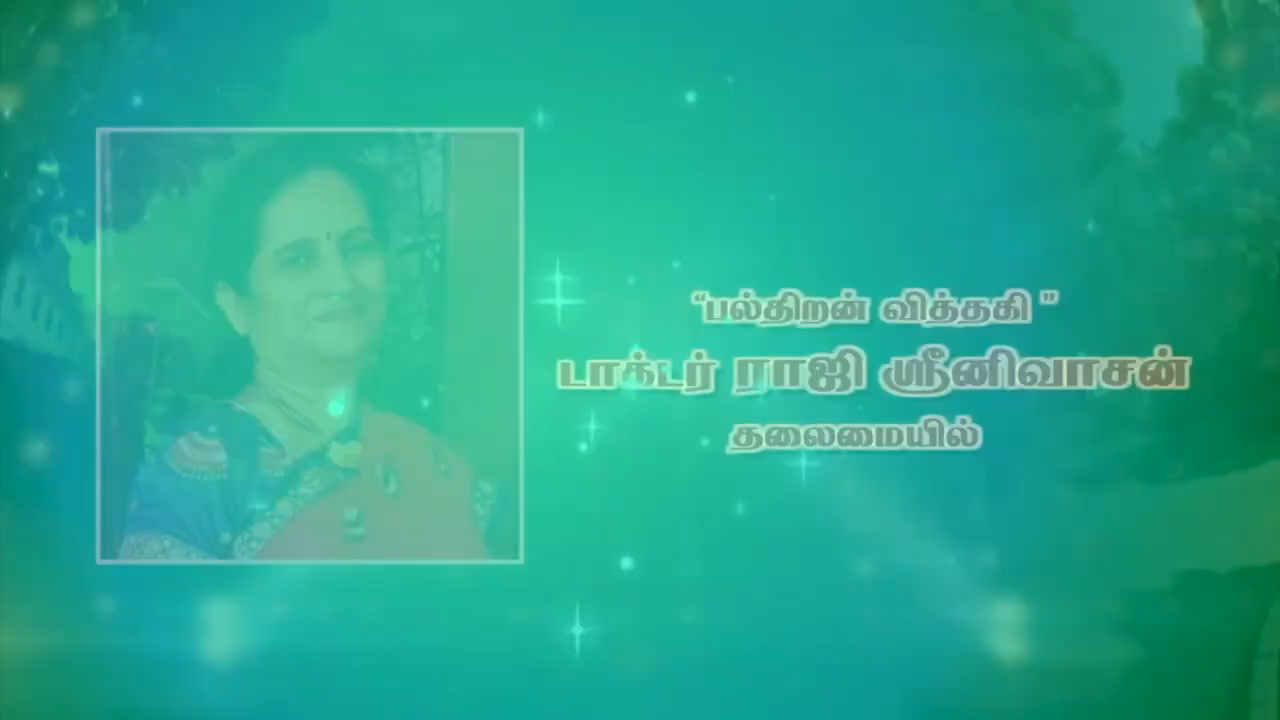 “பல்திறன் வித்தகி ”
டாக்டர் ராஜி ஸ்ரீனிவாசன்
தலைமையில்